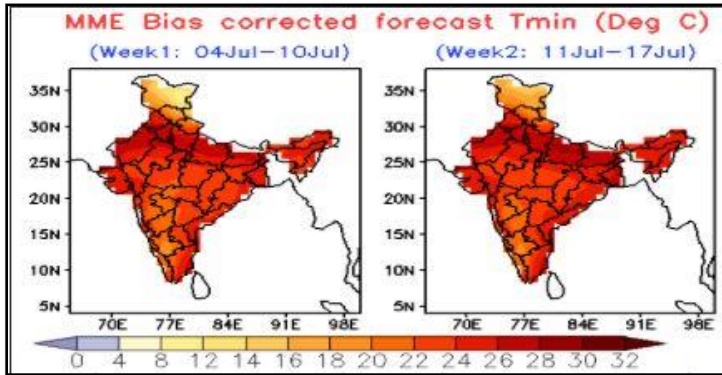 MME Bias corrected forecast Tmin (Deg C)
(Week1: 04Jul-10Jul) (Week2: 11Jul-17Jul)
35N 35N
30N 30N
25N 25N
20N 20N
15N 15N
10N 10N
5N 5N
70E 77E 84E 91E 98E 70E 77E 84E 91E 98E
0 4 8 12 14 16 18 20 22 24 26 28 30 32